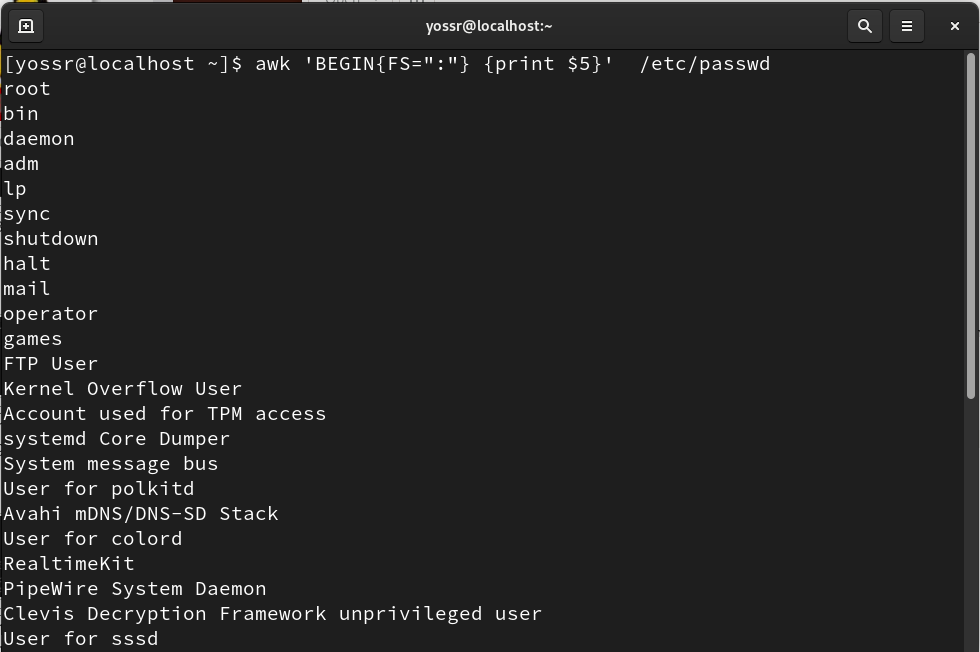 yossr@localhost:~
[yossr@localhost ~]$ awk 'BEGIN{FS=":"} {print $5}'  /etc/passwd
root
bin
daemon
adm
lp
sync
shutdown
halt
mail
operator
games
FTP User
Kernel Overflow User
Account used for TPM access
systemd Core Dumper
System message bus
User for polkitd
Avahi mDNS/DNS-SD Stack
User for colord
RealtimeKit
PipeWire System Daemon
Clevis Decryption Framework unprivileged user
User for sssd